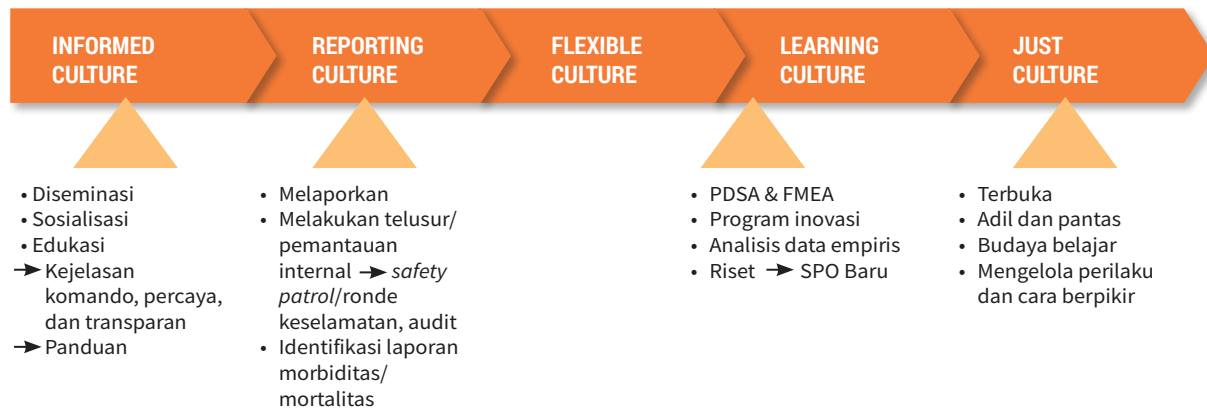 INFORMED
CULTURE
REPORTING
CULTURE
FLEXIBLE
CULTURE
LEARNING
CULTURE
JUST
CULTURE
• Diseminasi
• Sosialisasi
• Edukasi
→ Kejelasan
komando, percaya,
dan transparan
→ Panduan
• Melaporkan
• Melakukan telusur/
pemantauan
internal → safety
patrol/ronde
keselamatan, audit
• Identifikasi laporan
morbiditas/
mortalitas
• PDSA & FMEA
• Program inovasi
• Analisis data empiris
• Riset → SPO Baru
• Terbuka
• Adil dan pantas
• Budaya belajar
• Mengelola perilaku
dan cara berpikir